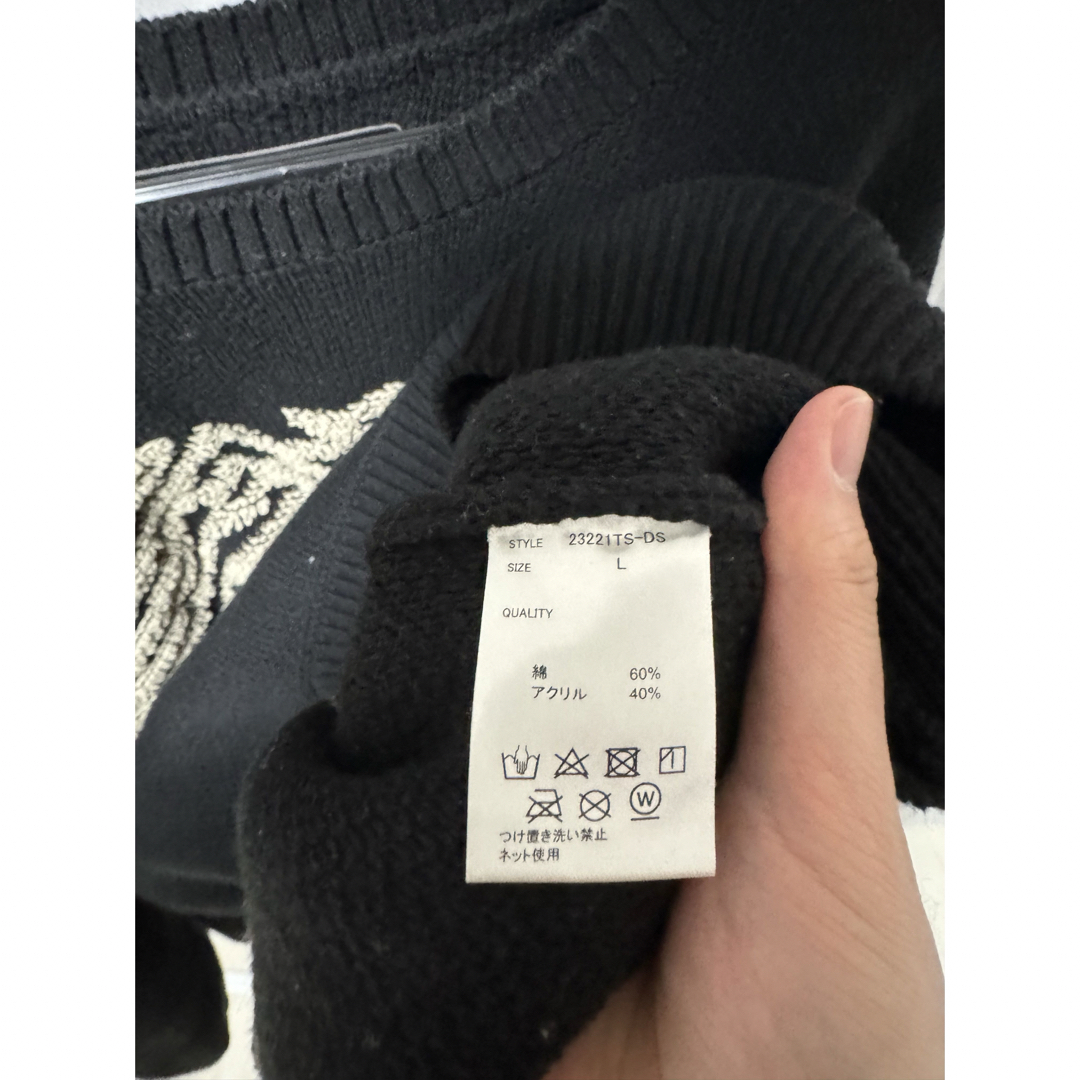 STYLE 23221TS-DS
SIZE L
QUALITY
綿 60%
アクリル 40%
W
つけ置き洗い禁止
ネット使用